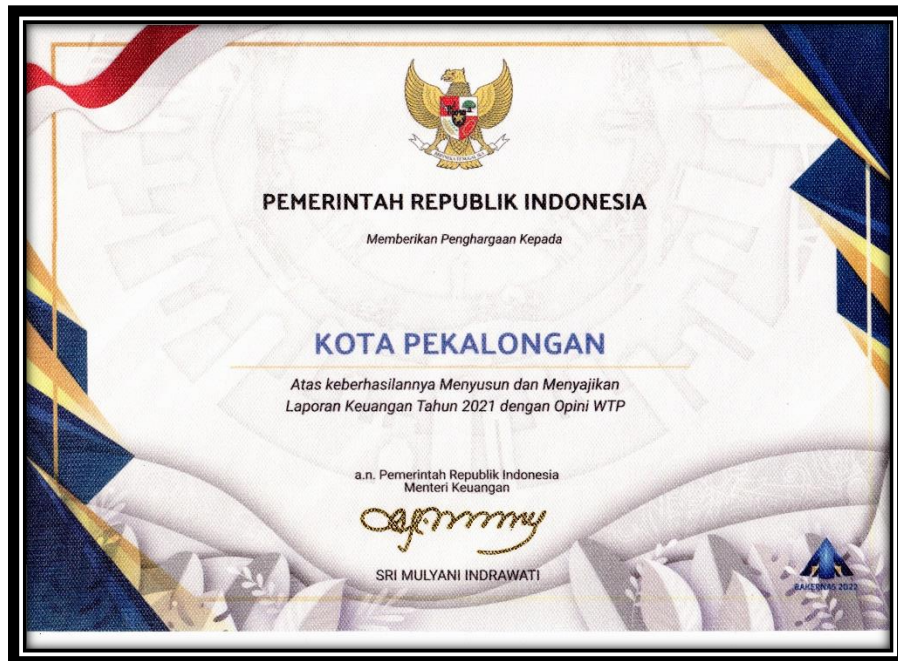 PEMERINTAH REPUBLIK INDONESIA
Memberikan Penghargaan Kepada
KOTA PEKALONGAN
Atas keberhasilannya Menyusun dan Menyajikan
Laporan Keuangan Tahun 2021 dengan Opini WTP
a.n. Pemerintah Republik Indonesia
Menteri Keuangan
SRI MULYANI INDRAWATI
RAKERNAS 2022